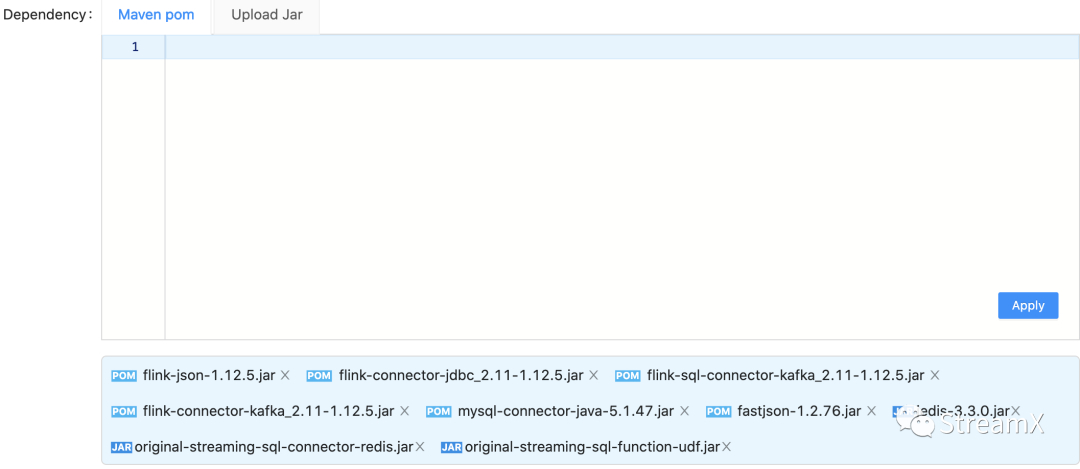 Dependency: Maven pom Upload Jar
1
Apply
POM flink-json-1.12.5.jar × POM flink-connector-jdbc_2.11-1.12.5.jar × POM flink-sql-connector-kafka_2.11-1.12.5.jar ×
POM flink-connector-kafka_2.11-1.12.5.jar × POM mysql-connector-java-5.1.47.jar × POM fastjson-1.2.76.jar × JAR jedis-3.3.0.jar×
StreamX
JAR original-streaming-sql-connector-redis.jar× JAR original-streaming-sql-function-udf.jar×